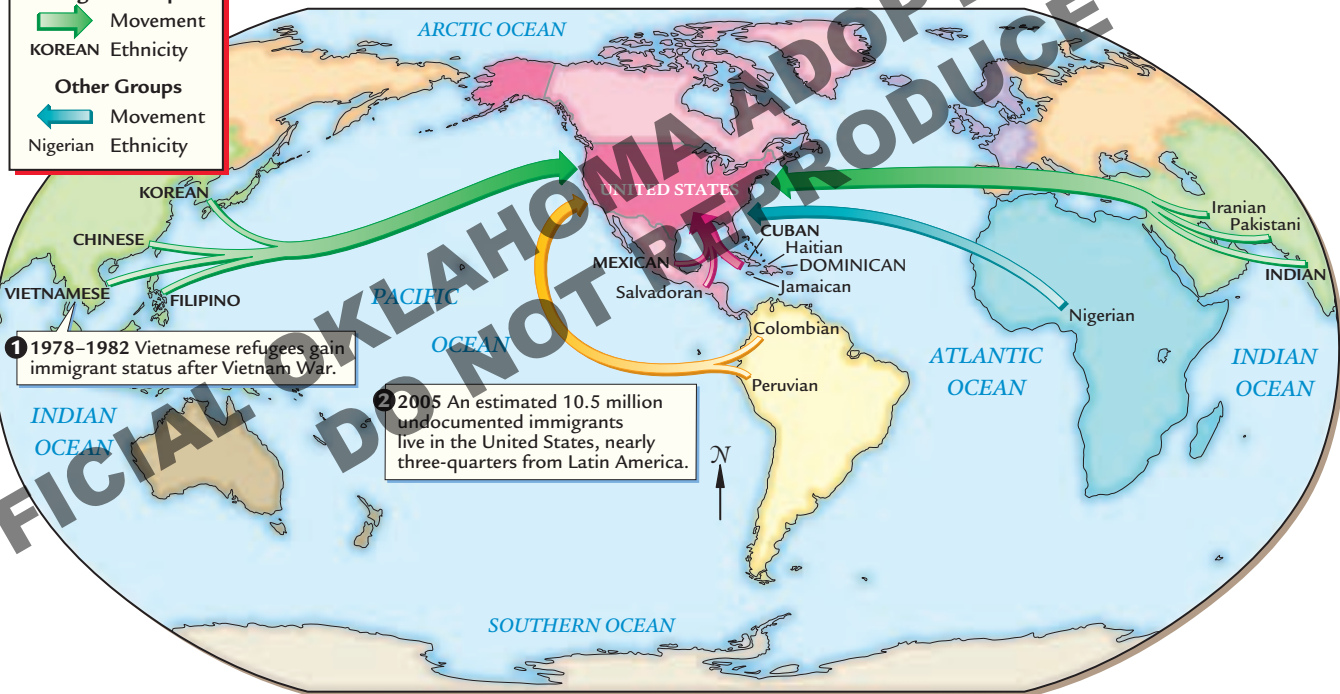 Movement
KOREAN Ethnicity
Other Groups
Movement
Nigerian Ethnicity
ARCTIC OCEAN
UNITED STATES
KOREAN
CHINESE
VIETNAMESE
FILIPINO
CUBAN
Haitian
DOMINICAN
MEXICAN
Jamaican
Salvadoran
Iranian
Pakistani
INDIAN
PACIFIC
OCEAN
Colombian
Peruvian
Nigerian
ATLANTIC
OCEAN
INDIAN
OCEAN
1 1978–1982 Vietnamese refugees gain
immigrant status after Vietnam War.
INDIAN
OCEAN
2 2005 An estimated 10.5 million
undocumented immigrants
live in the United States, nearly
three-quarters from Latin America.
N
SOUTHERN OCEAN
OKLAHOMA
DO NOT REPRODUCE